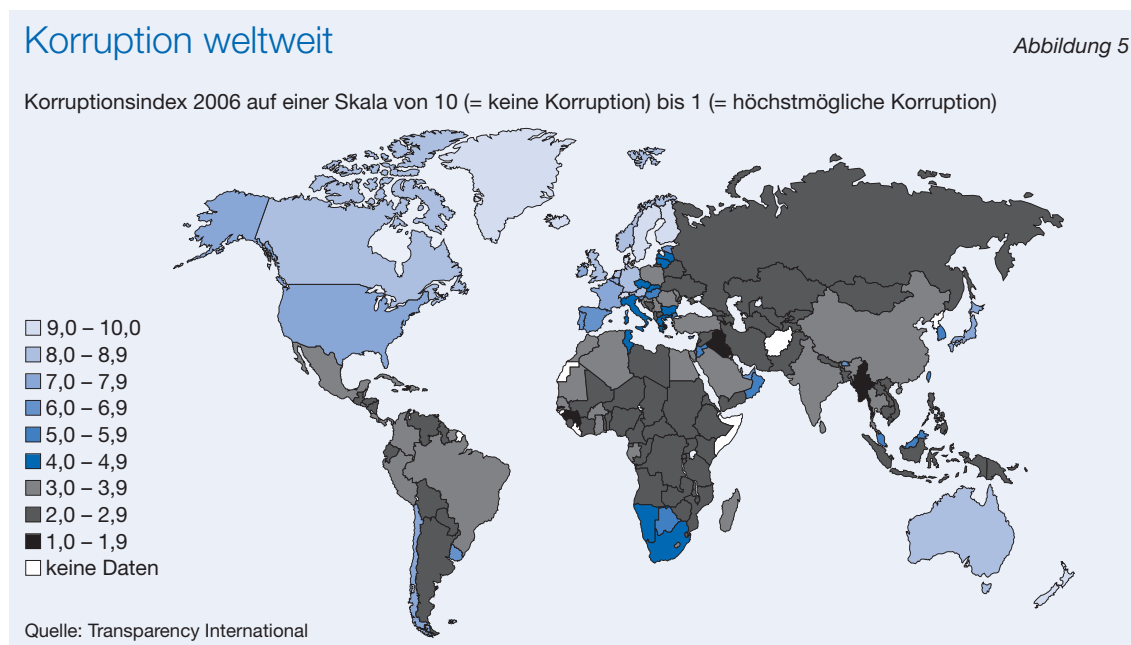 Korruption weltweit
Abbildung 5
Korruptionsindex 2006 auf einer Skala von 10 (= keine Korruption) bis 1 (= höchstmögliche Korruption)
9,0 – 10,0
8,0 – 8,9
7,0 – 7,9
6,0 – 6,9
5,0 – 5,9
4,0 – 4,9
3,0 – 3,9
2,0 – 2,9
1,0 – 1,9
keine Daten
Quelle: Transparency International